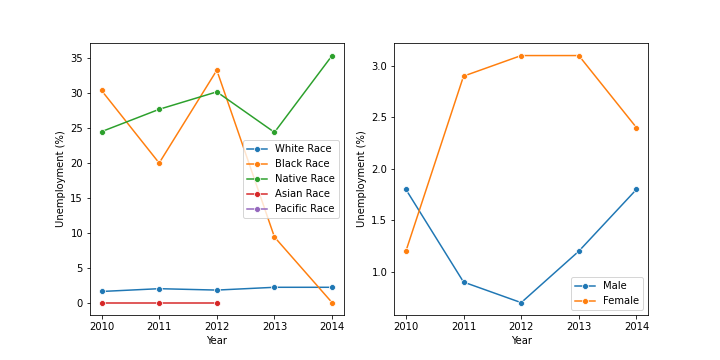 35
30
25
20
15
10
5
0
Unemployment (%)
2010 2011 2012 2013 2014
Year
White Race
Black Race
Native Race
Asian Race
Pacific Race
3.0
2.5
2.0
1.5
1.0
Unemployment (%)
2010 2011 2012 2013 2014
Year
Male
Female